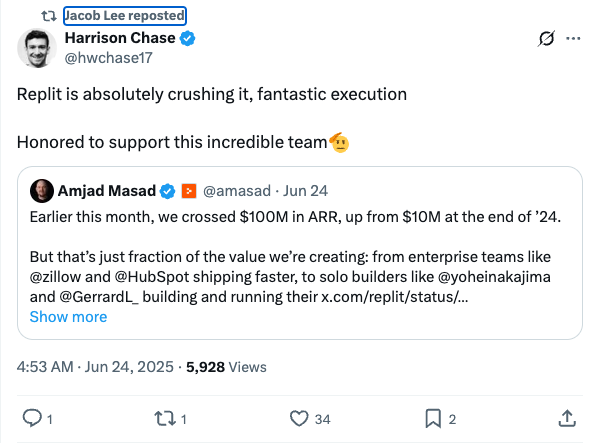 Jacob Lee reposted
Harrison Chase
@hwchase17
Replit is absolutely crushing it, fantastic execution
Honored to support this incredible team🫡
Amjad Masad @amasad · Jun 24
Earlier this month, we crossed $100M in ARR, up from $10M at the end of ’24.
But that’s just fraction of the value we’re creating: from enterprise teams like
@zillow and @HubSpot shipping faster, to solo builders like @yoheinakajima
and @GerrardL_ building and running their x.com/replit/status/...
Show more
4:53 AM · Jun 24, 2025 · 5,928 Views
1 1 34 2